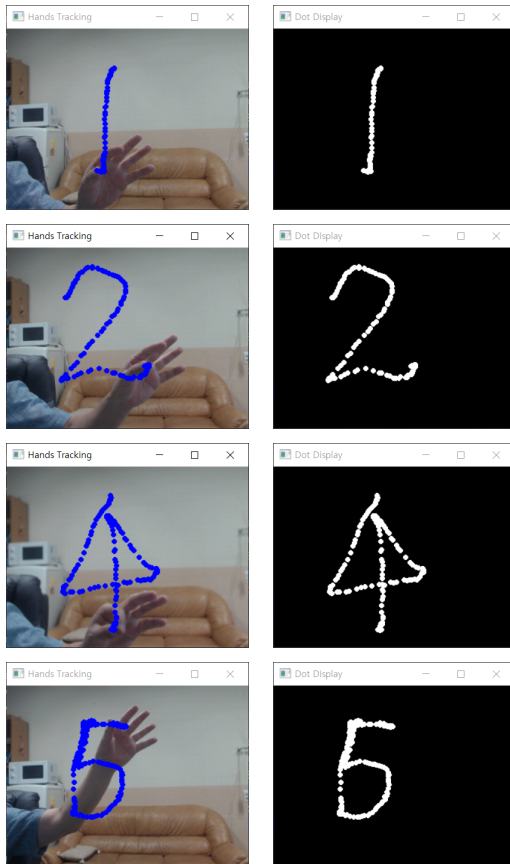 Hands Tracking
Dot Display
1
1
Hands Tracking
Dot Display
2
2
Hands Tracking
Dot Display
4
4
Hands Tracking
Dot Display
5
5